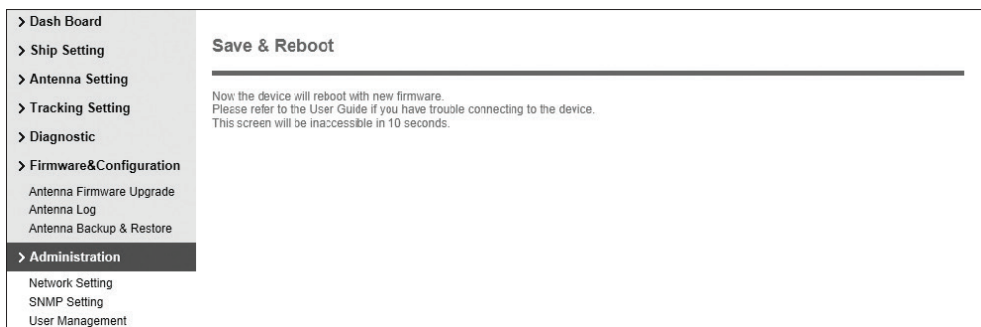 > Dash Board
> Ship Setting
> Antenna Setting
> Tracking Setting
> Diagnostic
> Firmware&Configuration
Antenna Firmware Upgrade
Antenna Log
Antenna Backup & Restore
> Administration
Network Setting
SNMP Setting
User Management
Save & Reboot
Now the device will reboot with new firmware.
Please refer to the User Guide if you have trouble connecting to the device.
This screen will be inaccessible in 10 seconds.